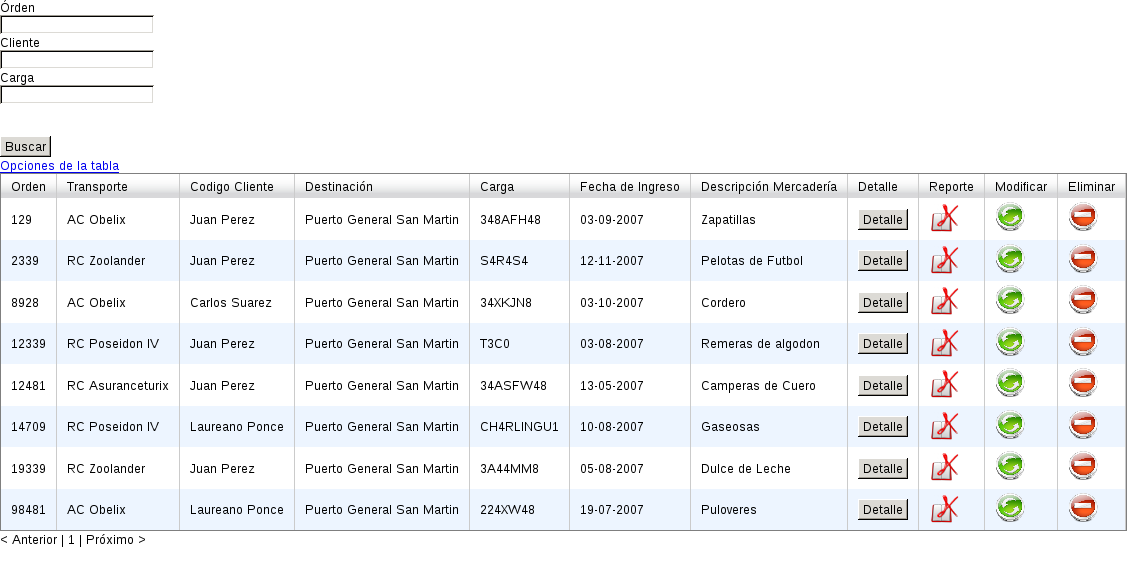 Órden
Cliente
Carga
Buscar
Opciones de la tabla
Orden Transporte Codigo Cliente Destinación Carga Fecha de Ingreso Descripción Mercadería Detalle Reporte Modificar Eliminar
129 AC Obelix Juan Perez Puerto General San Martin 348AFH48 03-09-2007 Zapatillas Detalle
2339 RC Zoolander Juan Perez Puerto General San Martin S4R4S4 12-11-2007 Pelotas de Futbol Detalle
8928 AC Obelix Carlos Suarez Puerto General San Martin 34XKJN8 03-10-2007 Cordero Detalle
12339 RC Poseidon IV Juan Perez Puerto General San Martin T3C0 03-08-2007 Remeras de algodon Detalle
12481 RC Asuranceturix Juan Perez Puerto General San Martin 34ASFW48 13-05-2007 Camperas de Cuero Detalle
14709 RC Poseidon IV Laureano Ponce Puerto General San Martin CH4RLINGU1 10-08-2007 Gaseosas Detalle
19339 RC Zoolander Juan Perez Puerto General San Martin 3A44MM8 05-08-2007 Dulce de Leche Detalle
98481 AC Obelix Laureano Ponce Puerto General San Martin 224XW48 19-07-2007 Puloveres Detalle
< Anterior | 1 | Próximo >